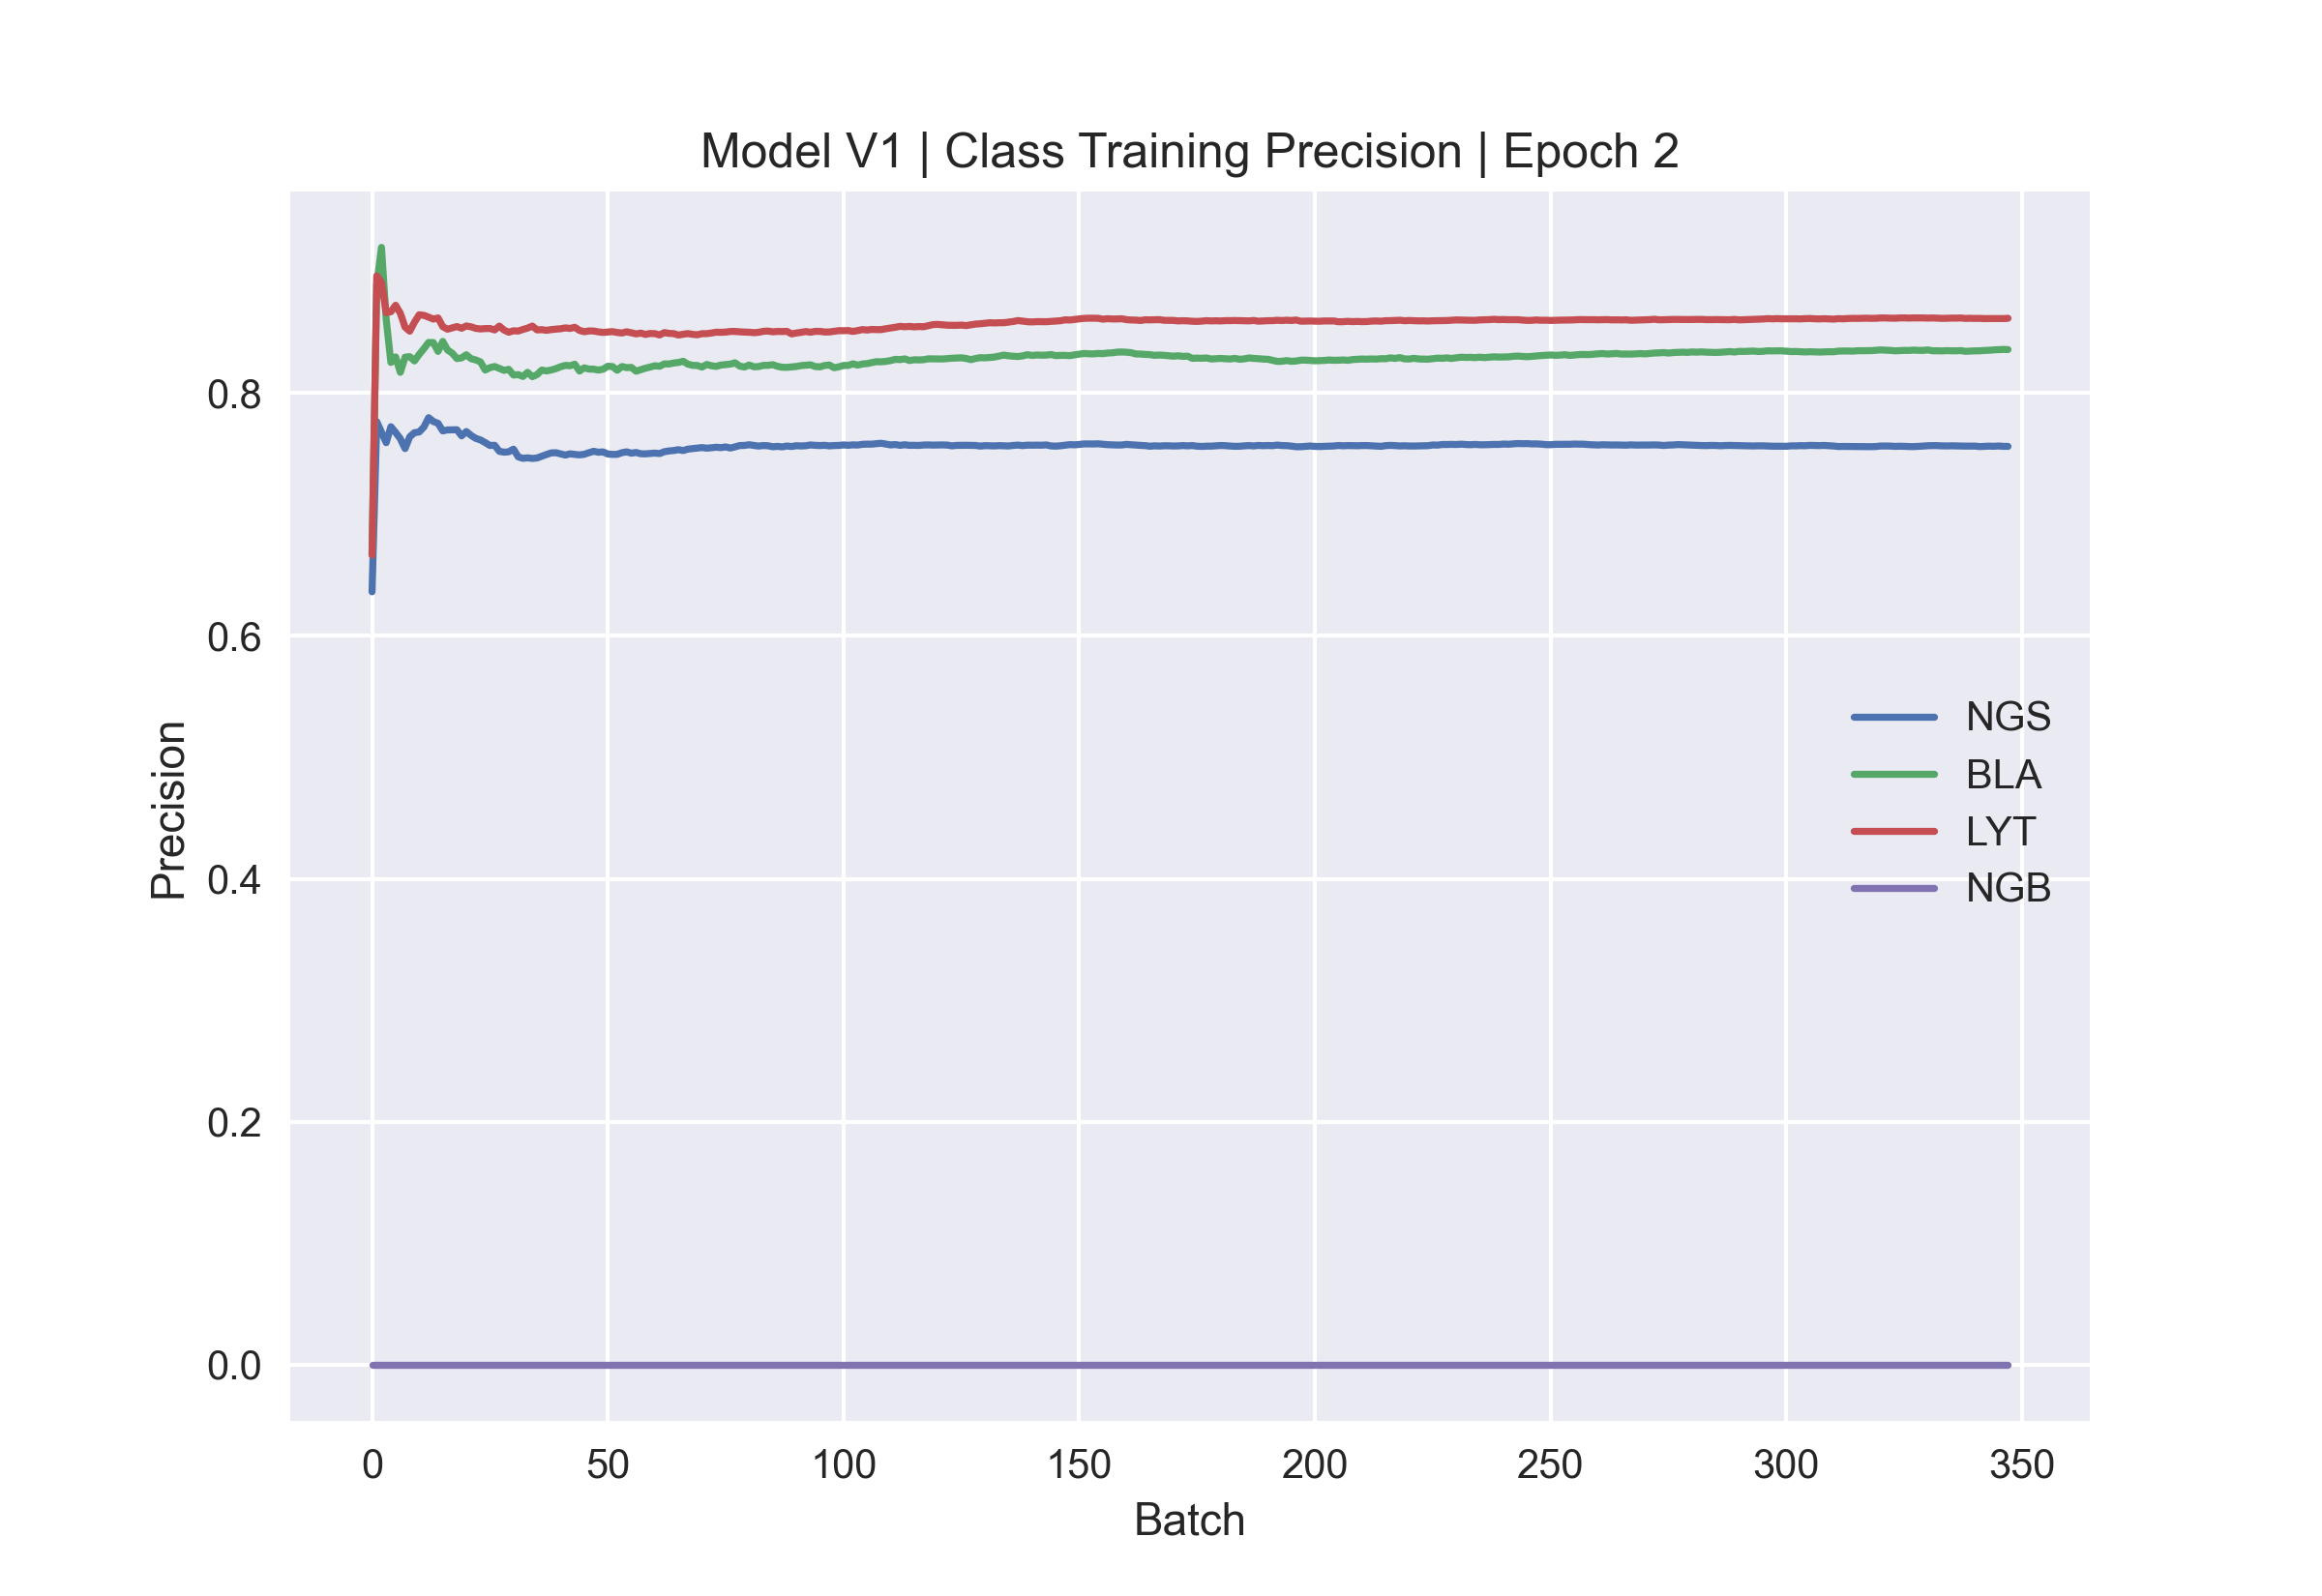 Model V1 | Class Training Precision | Epoch 2
Precision
0.8
0.6
0.4
0.2
0.0
NGS
BLA
LYT
NGB
0 50 100 150 200 250 300 350
Batch